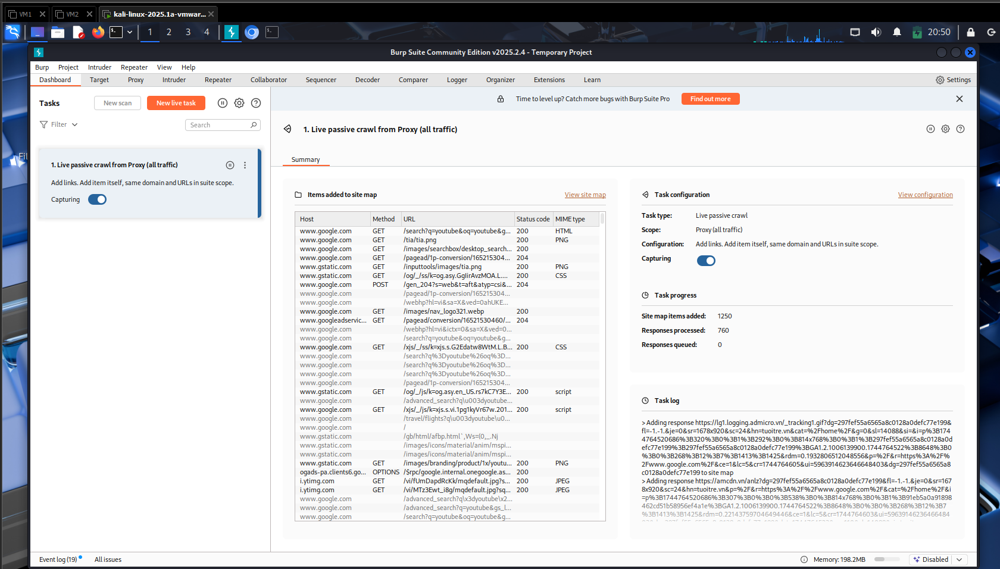 VM1
VM2
kali-linux-2025.1a-vmwar...
1 2 3 4
20:50
Burp Suite Community Edition v2025.2.4 - Temporary Project
Burp Project Intruder Repeater View Help
Dashboard Target Proxy Intruder Repeater Collaborator Sequencer Decoder Comparer Logger Organizer Extensions Learn Settings
Tasks New scan New live task
Time to level up? Catch more bugs with Burp Suite Pro Find out more
Filter Search
1. Live passive crawl from Proxy (all traffic)
Fil
1. Live passive crawl from Proxy (all traffic)
Add links. Add item itself, same domain and URLs in suite scope.
Capturing
Summary
Items added to site map View site map
Host Method URL Status code MIME type
www.google.com GET /search?q=youtube&oq=youtube&g... 200 HTML
www.google.com GET /tia/tia.png 200 PNG
www.google.com GET /images/searchbox/desktop_search... 200
www.google.com GET /pagead/1p-conversion/165215304... 204
www.gstatic.com GET /inputtools/images/tia.png 200 PNG
www.gstatic.com GET /og/_/ss/k=og.asy.GgIirAvzMOA.L.... 200 CSS
www.google.com POST /gen_204?s=web&t=aft&atyp=csi&... 204
www.google.com /pagead/1p-conversion/165215304...
www.google.com /webhp?hl=vi&sa=X&ved=0ahUKE...
www.google.com GET /images/nav_logo321.webp 200
www.googleadservic... GET /pagead/conversion/16521530460/... 204
www.google.com /webhp?hl=vi&ictx=0&sa=X&ved=0...
www.google.com /search?q=youtube&oq=youtube&g...
www.google.com GET /xjs/_/ss/k=xjs.s.G2Edatw8WtM.L.B... 200 CSS
www.google.com /search?q%3Dyoutube%26oq%3D...
www.google.com /search?q%3Dyoutube%26oq%3D...
www.google.com /search?q%3Dyoutube%26oq%3D...
www.google.com /pagead/1p-conversion/165215304...
www.gstatic.com GET /og/_/js/k=og.asy.en_US.rs7kC7Y3E... 200 script
www.google.com /advanced_search?q\u003dyoutube...
www.google.com GET /xjs/_/js/k=xjs.s.vi.1pg1kyVr67w.201... 200 script
www.google.com /travel/flights?q\u003dyoutube\u0...
www.google.com /
www.gstatic.com /gb/html/afbp.html`,Ws=(0,_.Nj
www.gstatic.com /images/icons/material/anim/mspi...
www.gstatic.com /images/icons/material/anim/mspi...
www.gstatic.com GET /images/branding/product/1x/youtu... 200 PNG
ogads-pa.clients6.go... OPTIONS /$rpc/google.internal.onegoogle.as... 200
i.ytimg.com GET /vi/fUmDapdRcKk/mqdefault.jpg?s... 200 JPEG
i.ytimg.com GET /vi/MTz3Ewt_i8g/mqdefault.jpg?sq... 200 JPEG
www.google.com /advanced_search?q\x3dyoutube\x2...
www.google.com /advanced_search?q=youtube&gs_l...
www.google.com /search?q=youtube&oq=youtube&g...
Task configuration View configuration
Task type: Live passive crawl
Scope: Proxy (all traffic)
Configuration: Add links. Add item itself, same domain and URLs in suite scope.
Capturing
Task progress
Site map items added: 1250
Responses processed: 760
Responses queued: 0
Task log
> Adding response https://lg1.logging.admicro.vn/_tracking1.gif?dg=297fef55a6565a8c0128a0defc77e199&
fl=-1.-1.&je=0&sr=1678x920&sc=24&hn=tuoitre.vn&cat=%2Fhome%2F&g=0&sl=14088&si=&i=p%3B17
44764520686%3B320%3B0%3B1%3B292%3B0%3B814x768%3B0%3B1%3B297fef55a6565a8c0128a0d
efc77e199%3B297fef55a6565a8c0128a0defc77e199%3BGA1.2.1006139900.1744764522%3B8648%3B0
%3B0%3B268%3B12%3B7%3B1413%3B1425&rdm=0.1932806512048556&p=%2F&r=https%3A%2F%
2Fwww.google.com%2F&ce=1&lc=5&cr=1744764605&ui=5963914623646648403&dg=297fef55a6565a8
c0128a0defc77e199 to site map
> Adding response https://amcdn.vn/anlz?dg=297fef55a6565a8c0128a0defc77e199&fl=-1.-1.&je=0&sr=167
8x920&sc=24&hn=tuoitre.vn&p=%2F&r=https%3A%2F%2Fwww.google.com%2F&cat=%2Fhome%2F&i
=p%3B1744764520686%3B307%3B0%3B0%3B538%3B0%3B814x768%3B0%3B1%3B91eb5a0a91898
462cd51b58956ef4a1e%3BGA1.2.1006139900.1744764522%3B8648%3B0%3B0%3B268%3B12%3B7
%3B1413%3B1425&rdm=0.22143759704649446&ce=1&lc=5&cr=1744764603&ui=59639146236466484
Event log (19) All issues
Memory: 198.2MB Disabled